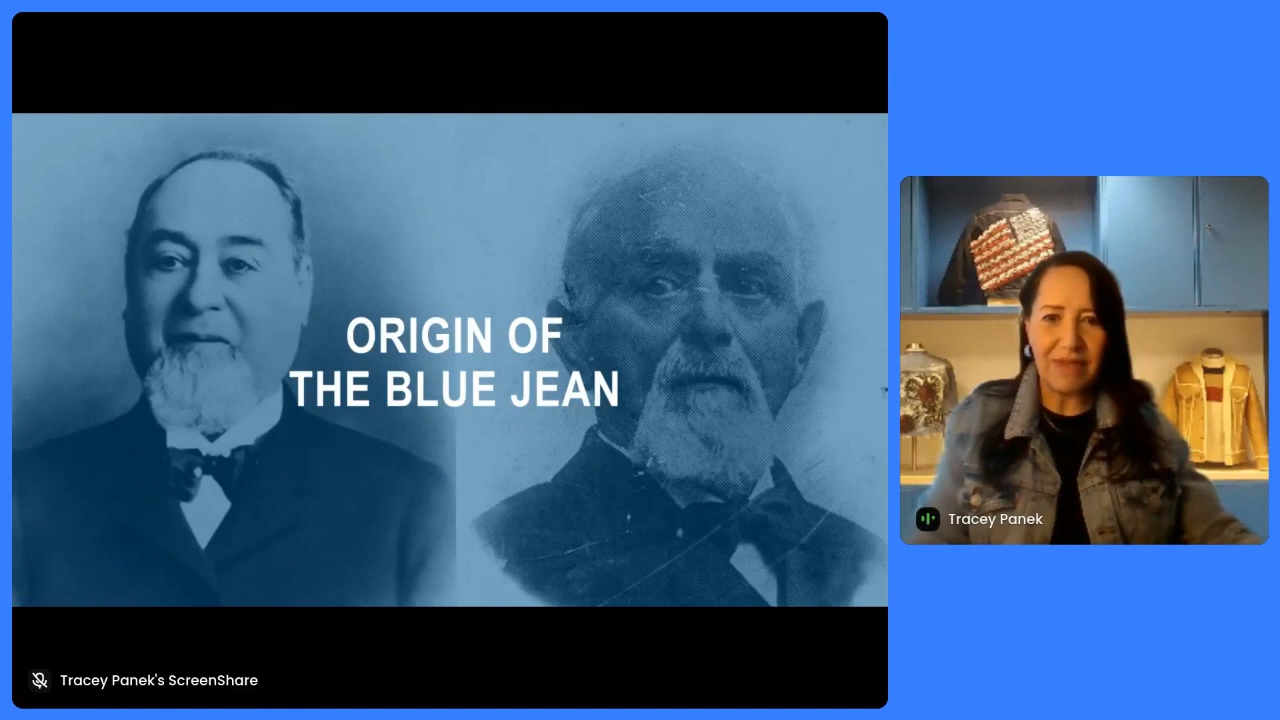 ORIGIN OF
THE BLUE JEAN
Tracey Panek
Tracey Panek's ScreenShare